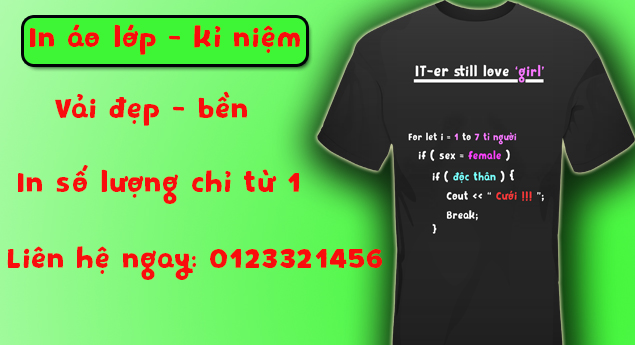 In áo lớp - kỉ niệm
Vải đẹp - bền
In số lượng chỉ từ 1
Liên hệ ngay: 0123321456
IT-er still love 'girl'
For let i = 1 to 7 tỉ người
if ( sex = female )
if ( độc thân ) {
Cout << " Cưới !!! ";
Break;
}